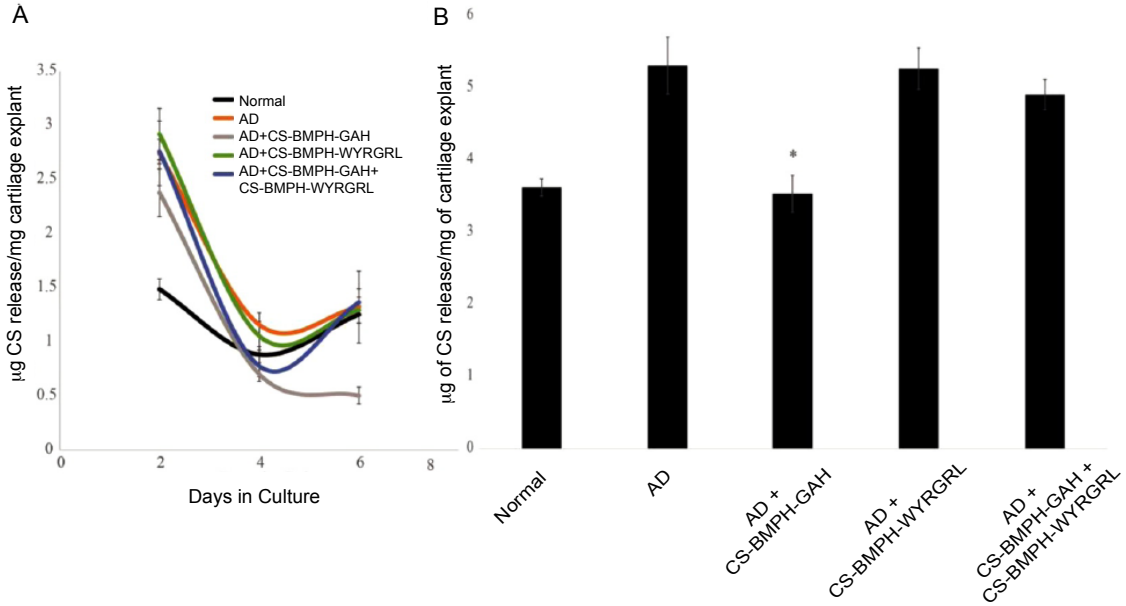 A
µg CS release/mg cartilage explant
3.5
3
2.5
2
1.5
1
0.5
0
0
2
4
6
8
Days in Culture
Normal
AD
AD+CS-BMPH-GAH
AD+CS-BMPH-WYRGRL
AD+CS-BMPH-GAH+
CS-BMPH-WYRGRL
B
µg of CS release/mg of cartilage explant
6
5
4
3
2
1
0
*
Normal
AD
AD +
CS-BMPH-GAH
AD +
CS-BMPH-WYRGRL
AD +
CS-BMPH-GAH +
CS-BMPH-WYRGRL